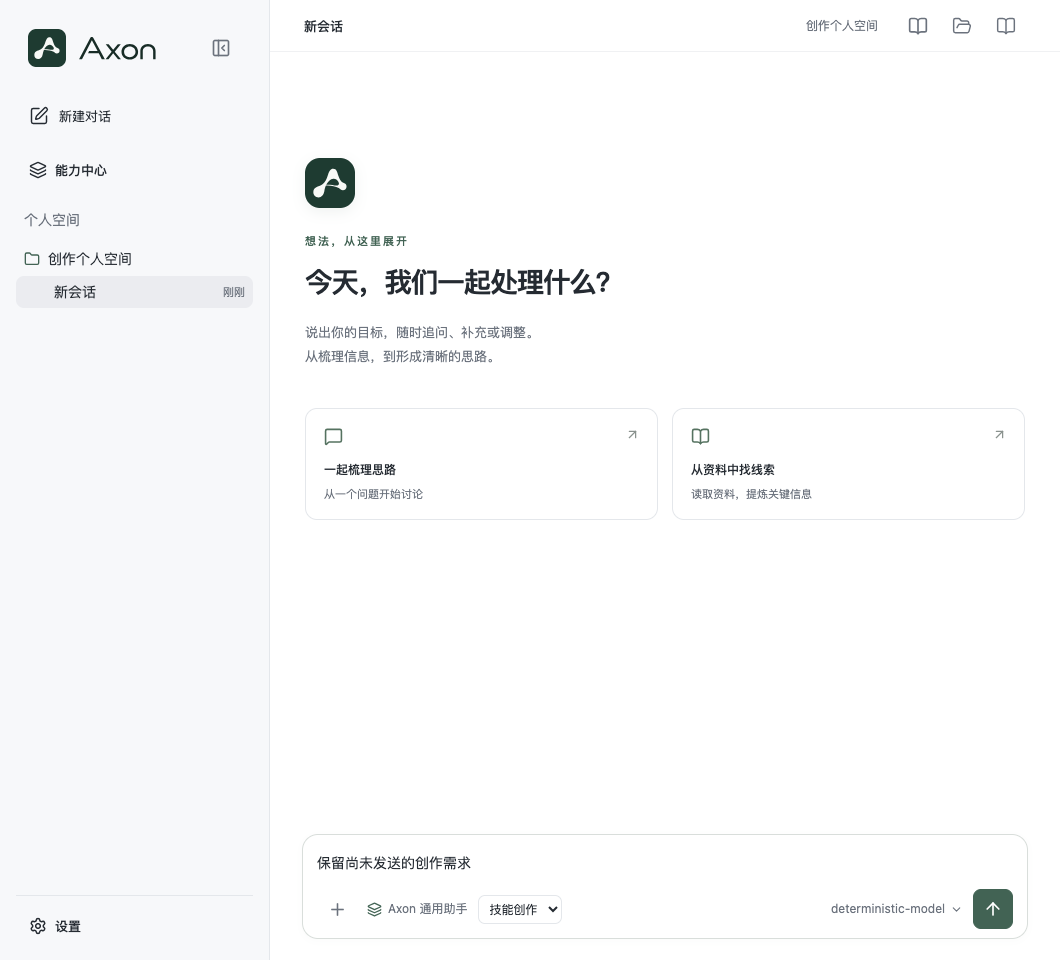 Axon
新建对话
能力中心
个人空间
创作个人空间
新会话 刚刚
设置
新会话 创作个人空间
想法，从这里展开
今天，我们一起处理什么？
说出你的目标，随时追问、补充或调整。
从梳理信息，到形成清晰的思路。
一起梳理思路
从一个问题开始讨论
从资料中找线索
读取资料，提炼关键信息
保留尚未发送的创作需求
Axon 通用助手 技能创作 deterministic-model